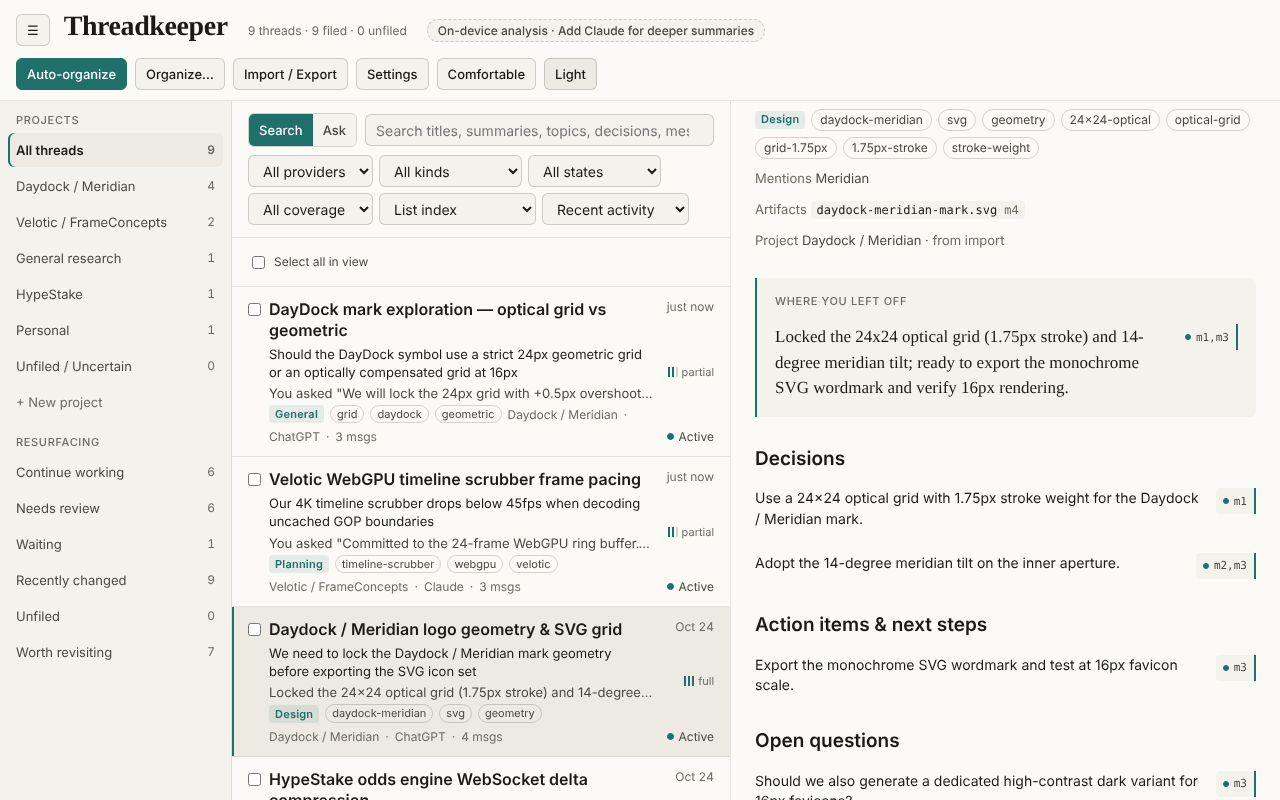 ☰ Threadkeeper 9 threads · 9 filed · 0 unfiled On-device analysis · Add Claude for deeper summaries
Auto-organize Organize... Import / Export Settings Comfortable Light
PROJECTS
All threads 9
Daydock / Meridian 4
Velotic / FrameConcepts 2
General research 1
HypeStake 1
Personal 1
Unfiled / Uncertain 0
+ New project
RESURFACING
Continue working 6
Needs review 6
Waiting 1
Recently changed 9
Unfiled 0
Worth revisiting 7
Search Ask Search titles, summaries, topics, decisions, mes
All providers All kinds All states
All coverage List index Recent activity
Select all in view
DayDock mark exploration — optical grid vs just now
geometric
Should the DayDock symbol use a strict 24px geometric grid
or an optically compensated grid at 16px partial
You asked "We will lock the 24px grid with +0.5px overshoot...
General grid daydock geometric Daydock / Meridian ·
ChatGPT · 3 msgs Active
Velotic WebGPU timeline scrubber frame pacing just now
Our 4K timeline scrubber drops below 45fps when decoding
uncached GOP boundaries partial
You asked "Committed to the 24-frame WebGPU ring buffer....
Planning timeline-scrubber webgpu velotic
Velotic / FrameConcepts · Claude · 3 msgs Active
Daydock / Meridian logo geometry & SVG grid Oct 24
We need to lock the Daydock / Meridian mark geometry
before exporting the SVG icon set full
Locked the 24×24 optical grid (1.75px stroke) and 14-degree...
Design daydock-meridian svg geometry
Daydock / Meridian · ChatGPT · 4 msgs Active
HypeStake odds engine WebSocket delta Oct 24
compression
Design daydock-meridian svg geometry 24×24-optical optical-grid
grid-1.75px 1.75px-stroke stroke-weight
Mentions Meridian
Artifacts daydock-meridian-mark.svg m4
Project Daydock / Meridian · from import
WHERE YOU LEFT OFF
Locked the 24x24 optical grid (1.75px stroke) and 14- m1,m3
degree meridian tilt; ready to export the monochrome
SVG wordmark and verify 16px rendering.
Decisions
Use a 24×24 optical grid with 1.75px stroke weight for the Daydock m1
/ Meridian mark.
Adopt the 14-degree meridian tilt on the inner aperture. m2,m3
Action items & next steps
Export the monochrome SVG wordmark and test at 16px favicon m3
scale.
Open questions
Should we also generate a dedicated high-contrast dark variant for m3
16px favicons?